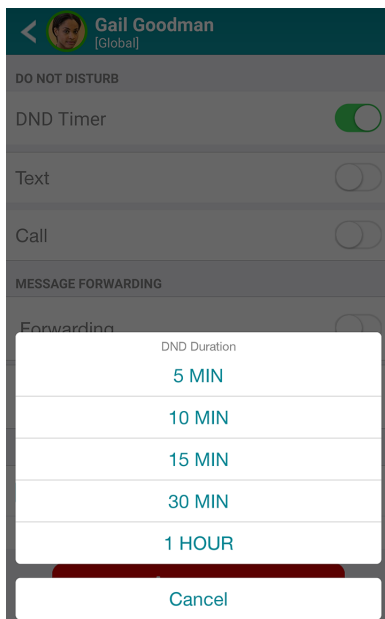 Gail Goodman
[Global]
DO NOT DISTURB
DND Timer
Text
Call
MESSAGE FORWARDING
Forwarding
DND Duration
5 MIN
10 MIN
15 MIN
30 MIN
1 HOUR
Cancel